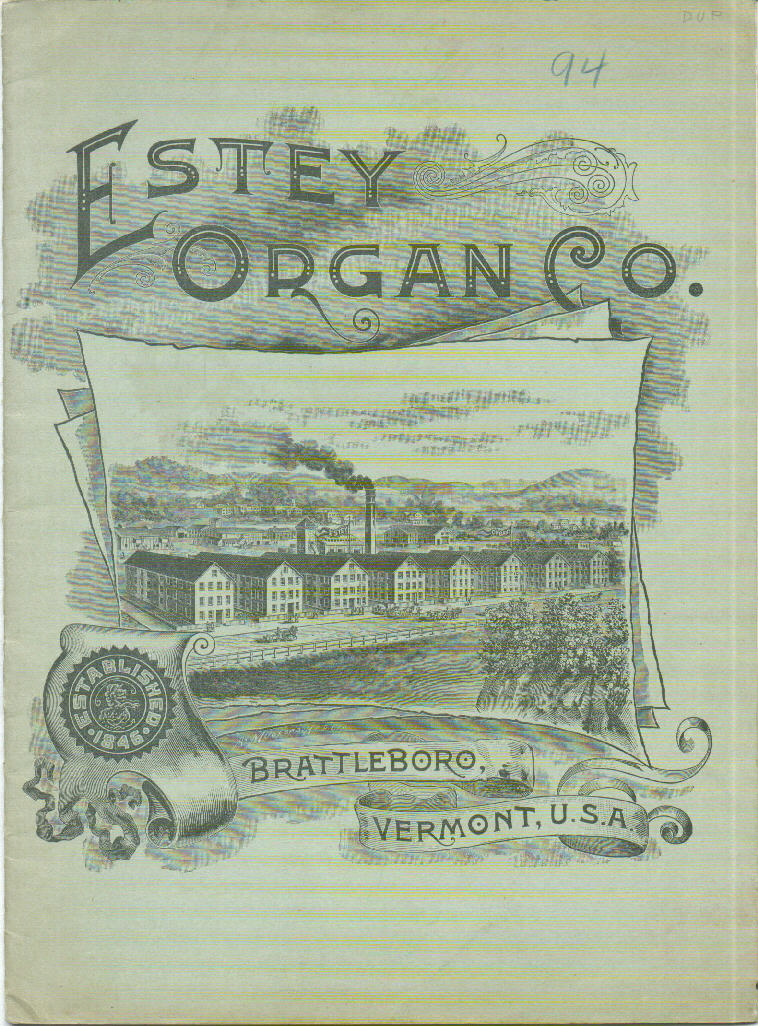 DUP
94
ESTEY
ORGAN CO.
ESTABLISHED
1846
BRATTLEBORO,
VERMONT, U.S.A.